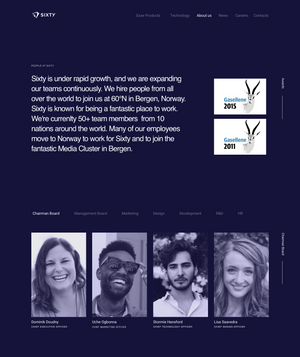 SIXTY
Save Products Technology About us News Careers Contacts
PEOPLE AT SIXTY
Sixty is under rapid growth, and we are expanding
our teams continuously. We hire people from all
over the world to join us at 60°N in Bergen, Norway.
Sixty is known for being a fantastic place to work.
We're currently 50+ team members from 10
nations around the world. Many of our employees
move to Norway to work for Sixty and to join the
fantastic Media Cluster in Bergen.
Gasellene
2015
Gasellene
2011
Awards
Chairman Board Management Board Marketing Design Development R&D HR
Chairman Board
Dominik Doudny
CHIEF EXECUTIVE OFFICER
Uche Ogbonna
CHIEF MARKETING OFFICER
Stonnie Hansford
CHIEF TECHNOLOGY OFFICER
Lisa Saavedra
CHIEF DESIGN OFFICER